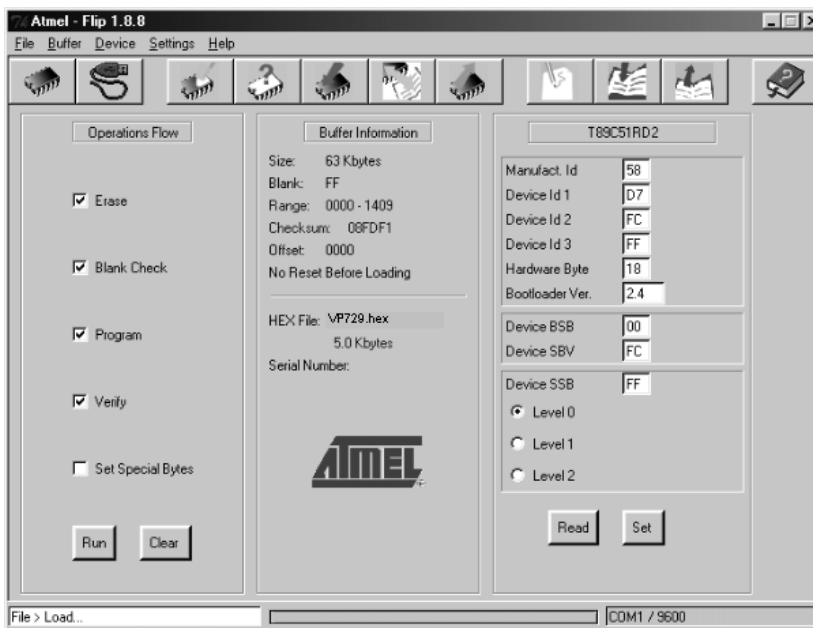 Atmel - Flip 1.8.8
File Buffer Device Settings Help
Operations Flow
Erase
Blank Check
Program
Verify
Set Special Bytes
Run Clear
Buffer Information
Size: 63 Kbytes
Blank: FF
Range: 0000 - 1409
Checksum: 08FDF1
Offset: 0000
No Reset Before Loading
HEX File: VP729.hex
5.0 Kbytes
Serial Number:
ATMEL
T89C51RD2
Manufact. Id 58
Device Id 1 D7
Device Id 2 FC
Device Id 3 FF
Hardware Byte 18
Bootloader Ver. 2.4
Device BSB 00
Device SBV FC
Device SSB FF
Level 0
Level 1
Level 2
Read Set
File > Load...
COM1 / 9600